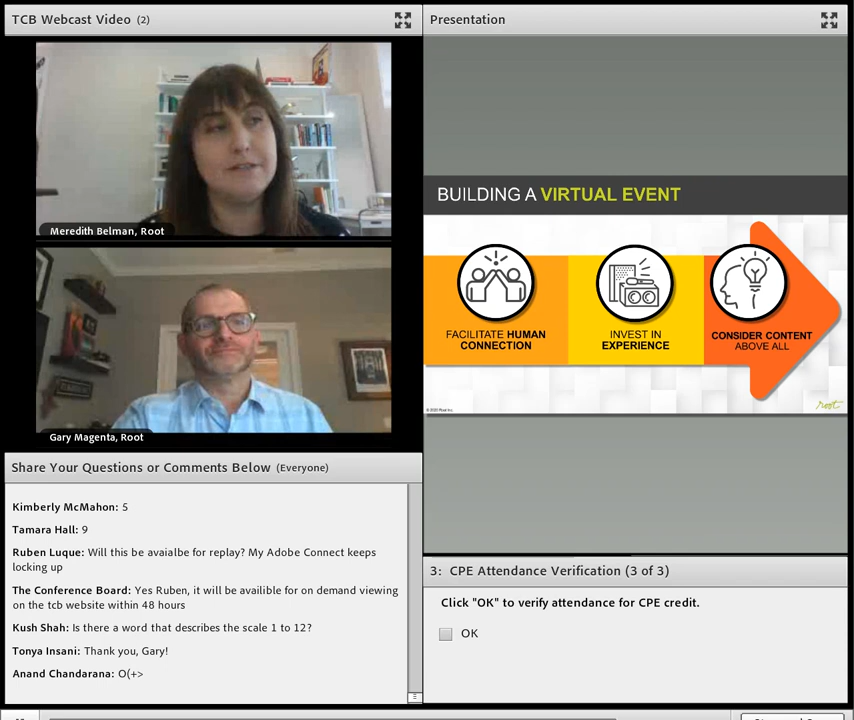 TCB Webcast Video (2)
Meredith Belman, Root
Gary Magenta, Root
Share Your Questions or Comments Below (Everyone)
Kimberly McMahon: 5
Tamara Hall: 9
Ruben Luque: Will this be avaialbe for replay? My Adobe Connect keeps
locking up
The Conference Board: Yes Ruben, it will be availible for on demand viewing
on the tcb website within 48 hours
Kush Shah: Is there a word that describes the scale 1 to 12?
Tonya Insani: Thank you, Gary!
Anand Chandarana: O(+>
Presentation
BUILDING A VIRTUAL EVENT
FACILITATE HUMAN
CONNECTION
INVEST IN
EXPERIENCE
CONSIDER CONTENT
ABOVE ALL
© 2020 Root Inc.
root
3: CPE Attendance Verification (3 of 3)
Click "OK" to verify attendance for CPE credit.
OK